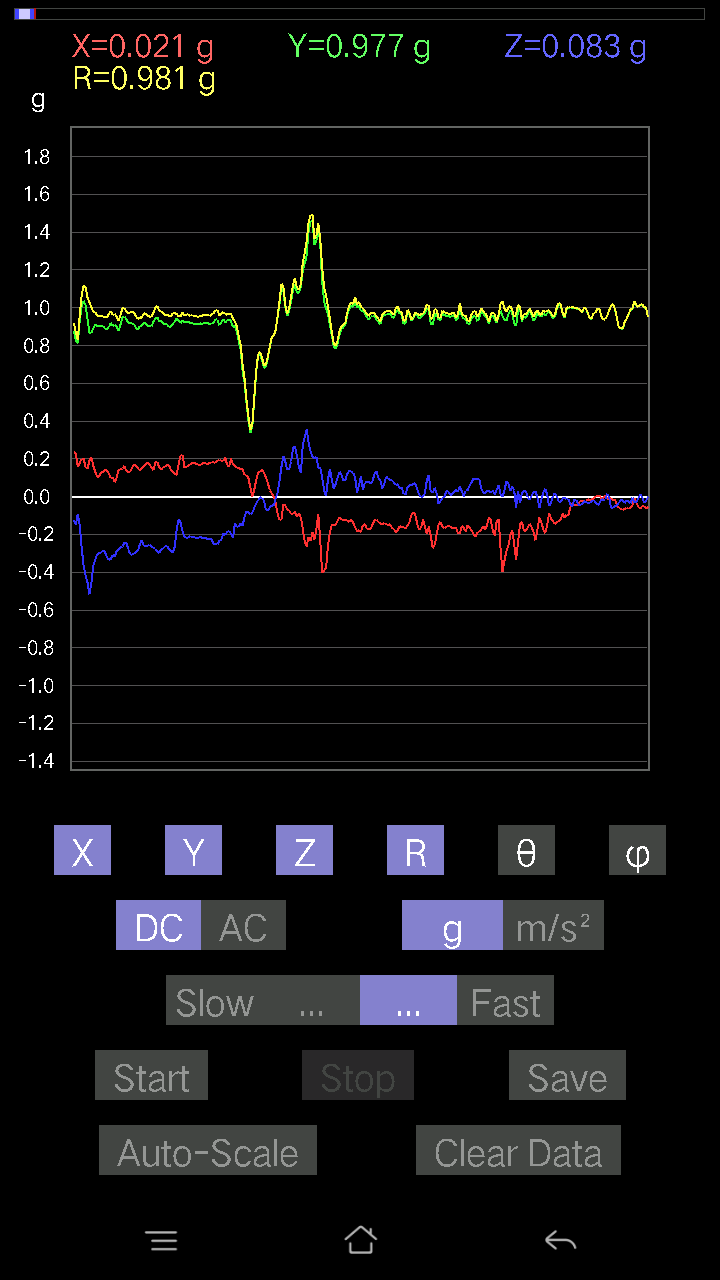 X=0.021 g Y=0.977 g Z=0.083 g
R=0.981 g
g
1.8
1.6
1.4
1.2
1.0
0.8
0.6
0.4
0.2
0.0
-0.2
-0.4
-0.6
-0.8
-1.0
-1.2
-1.4
X Y Z R θ φ
DC AC g m/s²
Slow ... ... Fast
Start Stop Save
Auto-Scale Clear Data